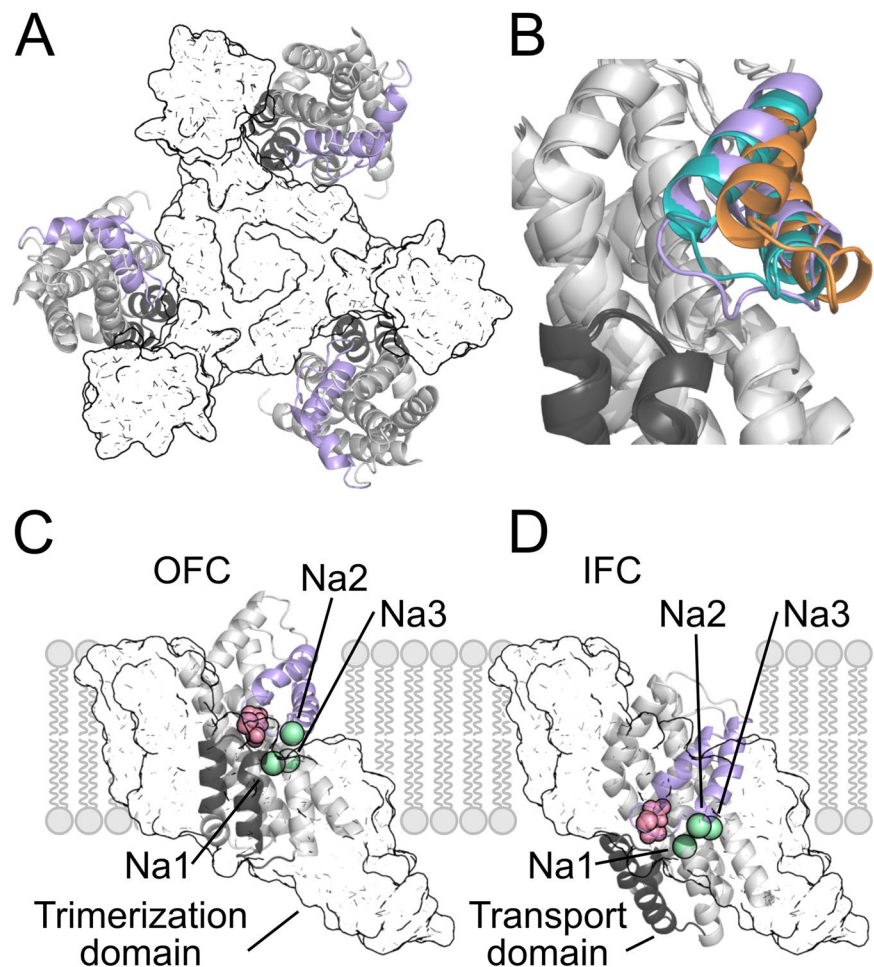 A
B
C
D
OFC
Na2
Na3
IFC
Na2
Na3
Na1
Na1
Trimerization
domain
Transport
domain